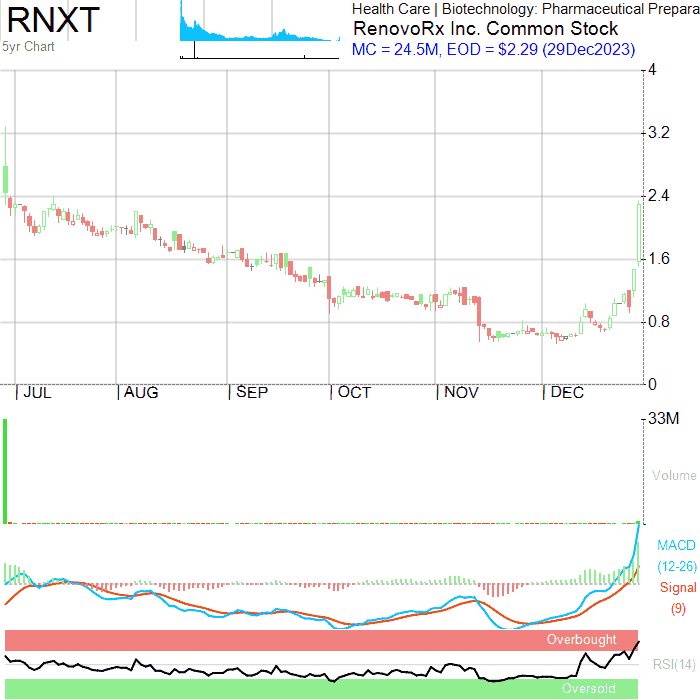 RNXT
5yr Chart
Health Care | Biotechnology: Pharmaceutical Prepara
RenovoRx Inc. Common Stock
MC = 24.5M, EOD = $2.29 (29Dec2023)
4
3.2
2.4
1.6
0.8
0
JUL AUG SEP OCT NOV DEC
33M
Volume
MACD
(12-26)
Signal
(9)
Overbought
RSI(14)
Oversold